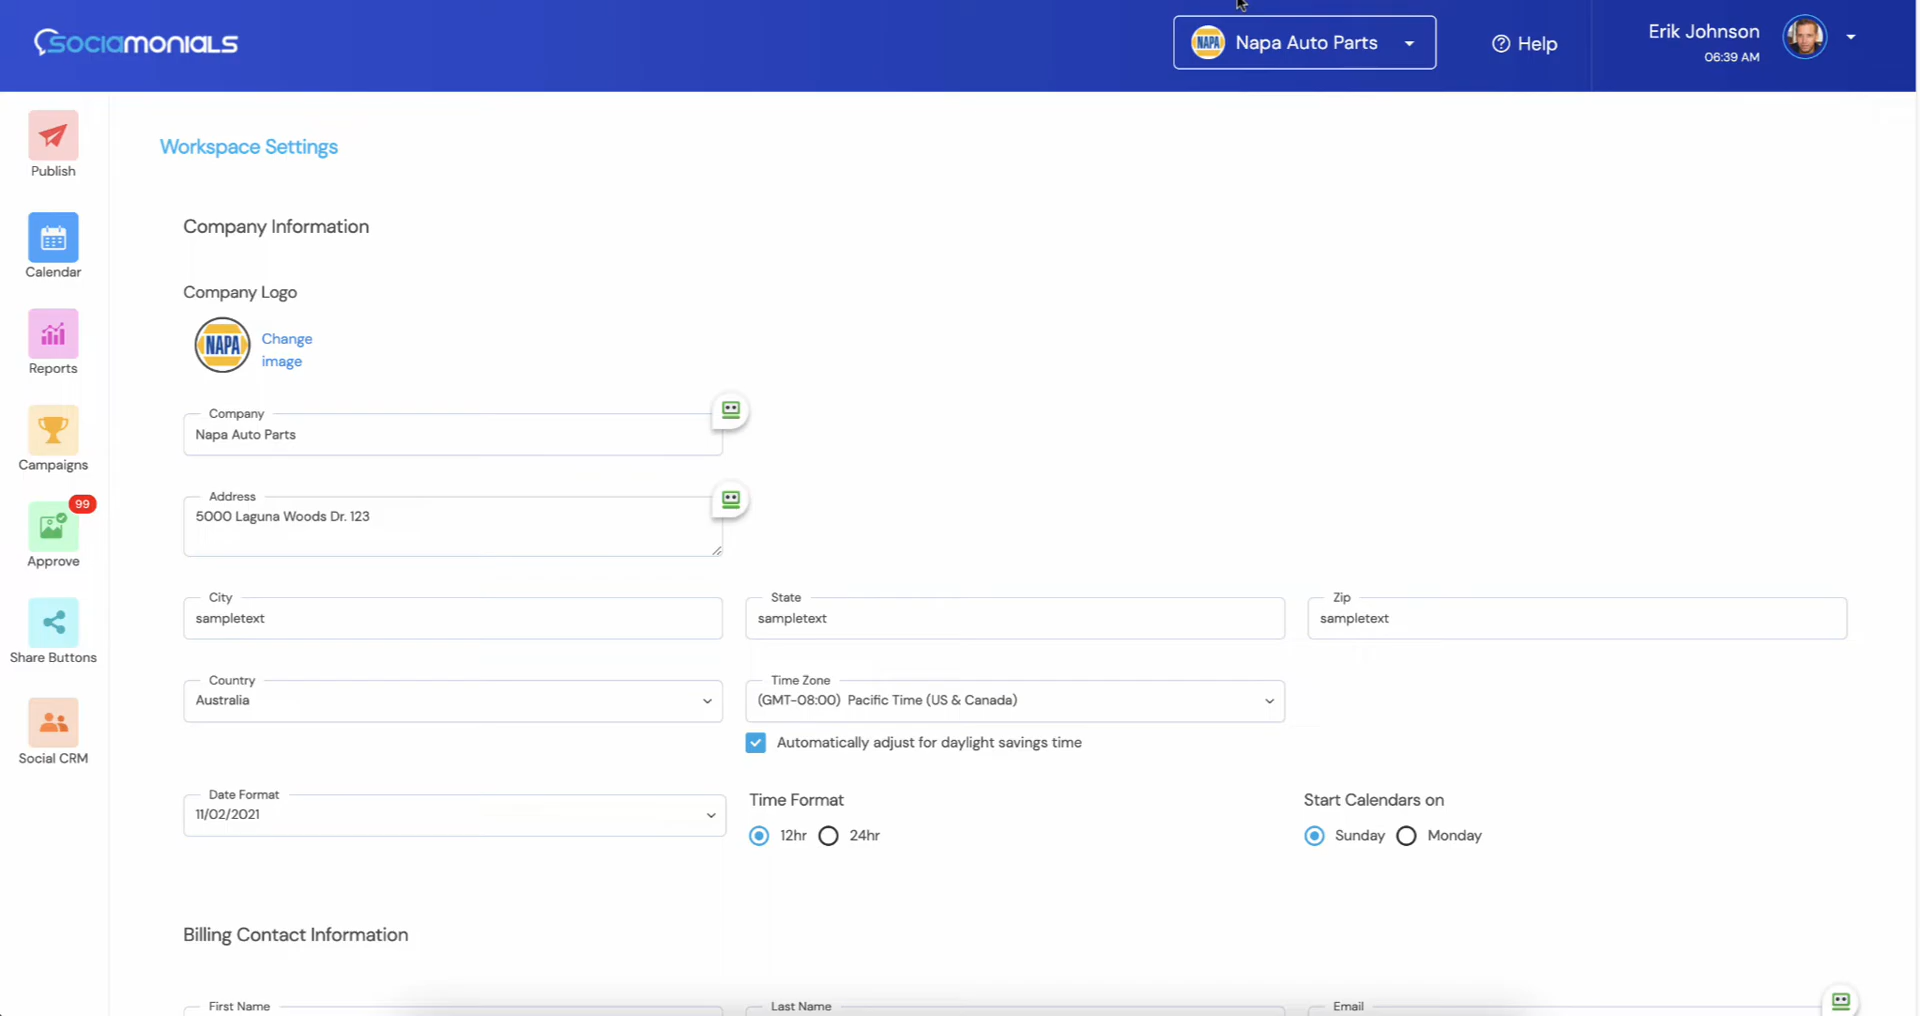 Sociamonials
NAPA
Napa Auto Parts
Help
Erik Johnson
06:39 AM
Publish
Calendar
Reports
Campaigns
99
Approve
Share Buttons
Social CRM
Workspace Settings
Company Information
Company Logo
NAPA
Change
image
Company
Napa Auto Parts
Address
5000 Laguna Woods Dr. 123
City
sampletext
State
sampletext
Zip
sampletext
Country
Australia
Time Zone
(GMT-08:00) Pacific Time (US & Canada)
Automatically adjust for daylight savings time
Date Format
11/02/2021
Time Format
12hr
24hr
Start Calendars on
Sunday
Monday
Billing Contact Information
First Name
Last Name
Email